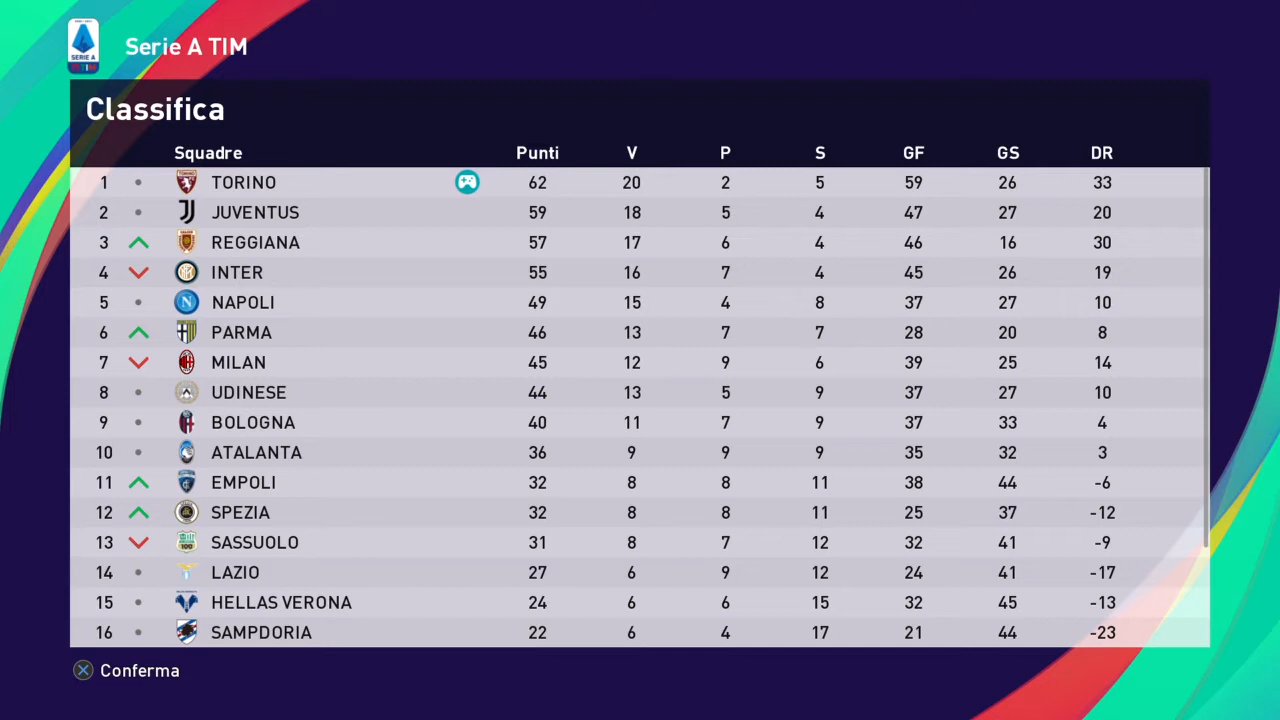 SERIE A
TIM
Serie A TIM
Classifica
Squadre Punti V P S GF GS DR
1 TORINO 62 20 2 5 59 26 33
2 JUVENTUS 59 18 5 4 47 27 20
3 REGGIANA 57 17 6 4 46 16 30
4 INTER 55 16 7 4 45 26 19
5 NAPOLI 49 15 4 8 37 27 10
6 PARMA 46 13 7 7 28 20 8
7 MILAN 45 12 9 6 39 25 14
8 UDINESE 44 13 5 9 37 27 10
9 BOLOGNA 40 11 7 9 37 33 4
10 ATALANTA 36 9 9 9 35 32 3
11 EMPOLI 32 8 8 11 38 44 -6
12 SPEZIA 32 8 8 11 25 37 -12
13 SASSUOLO 31 8 7 12 32 41 -9
14 LAZIO 27 6 9 12 24 41 -17
15 HELLAS VERONA 24 6 6 15 32 45 -13
16 SAMPDORIA 22 6 4 17 21 44 -23
Conferma